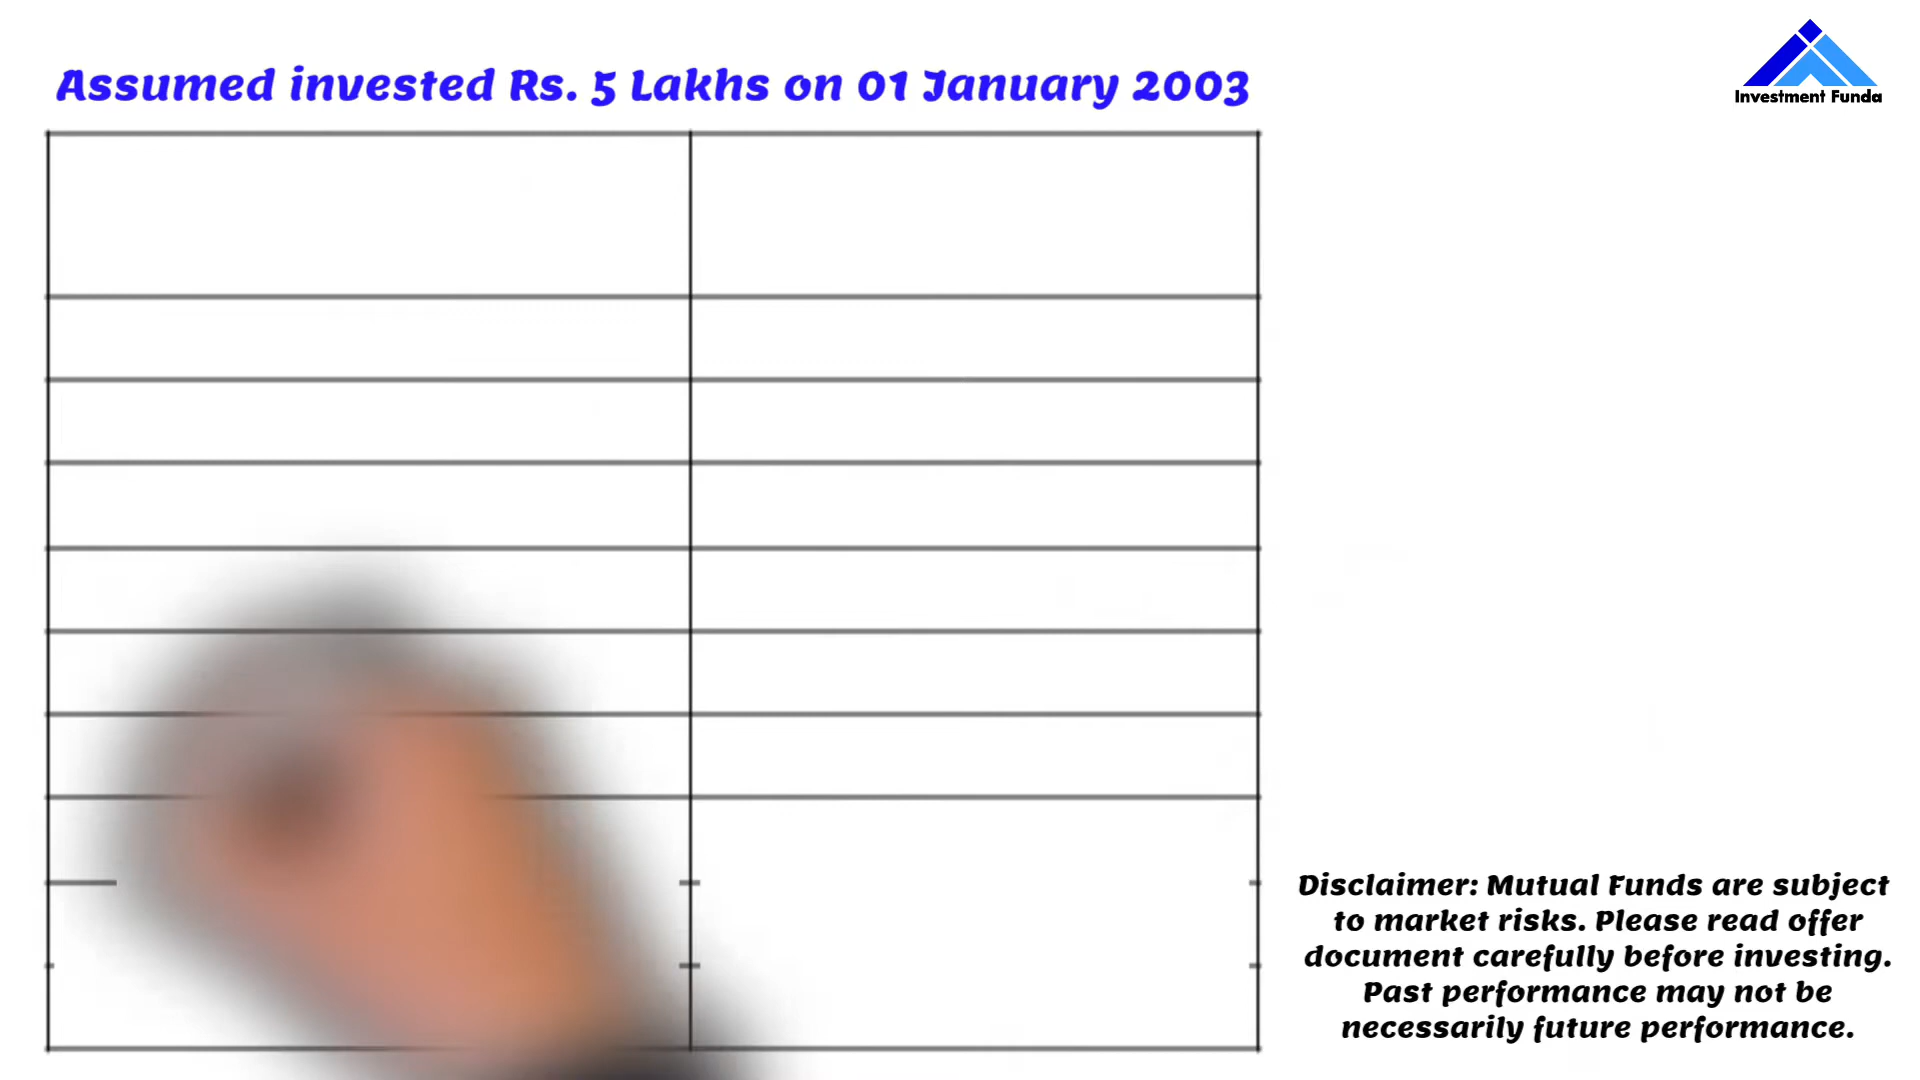 Assumed invested Rs. 5 Lakhs on 01 January 2003
Investment Funda
Disclaimer: Mutual Funds are subject
to market risks. Please read offer
document carefully before investing.
Past performance may not be
necessarily future performance.